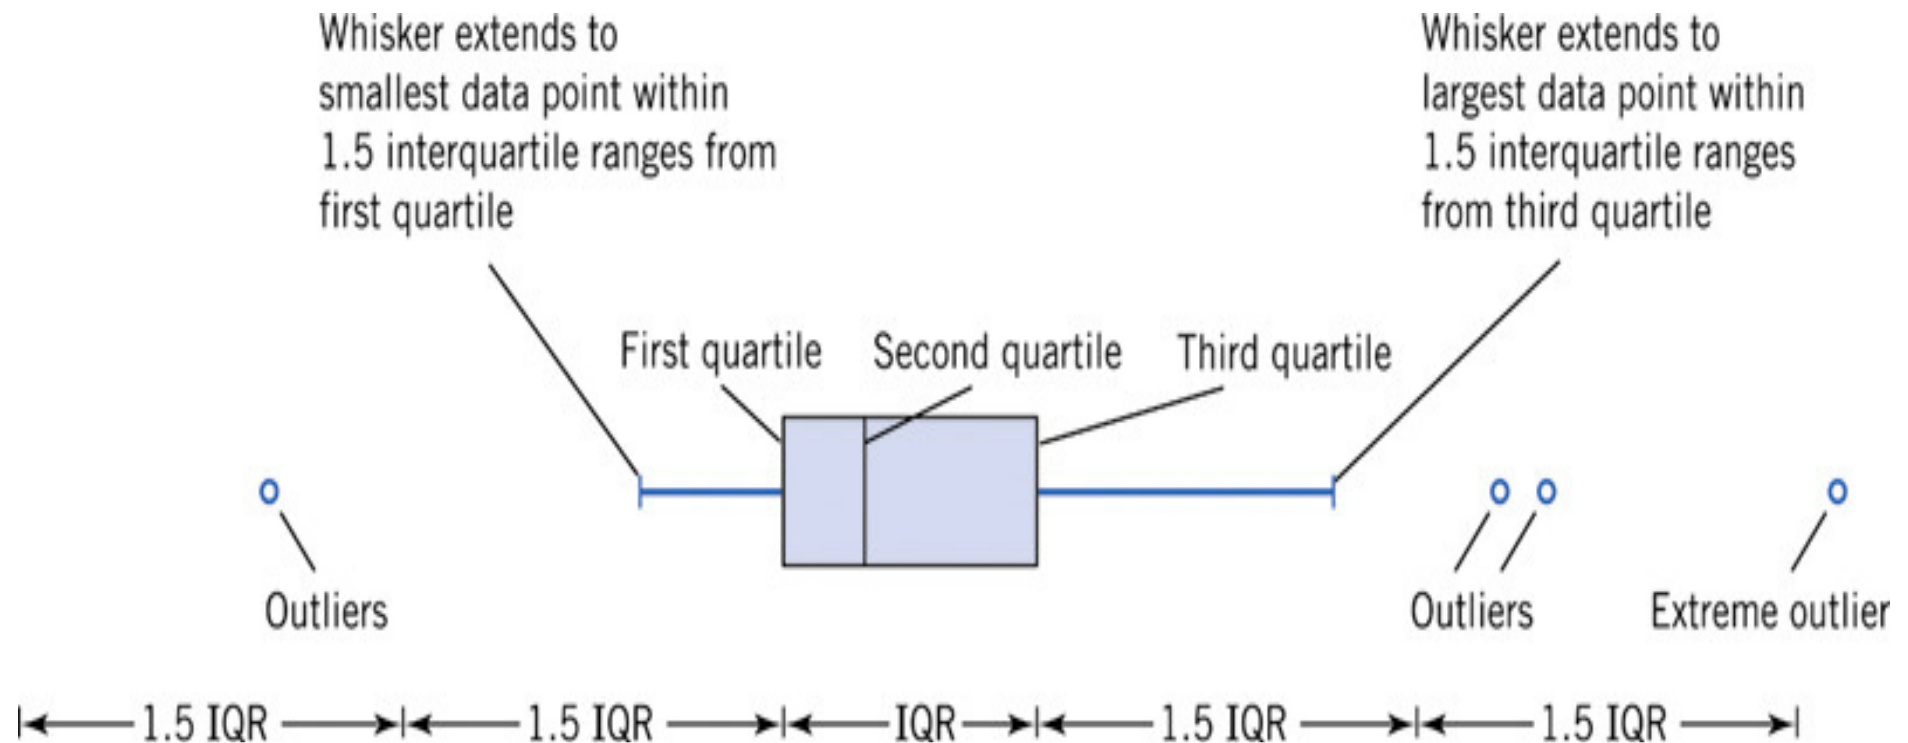 Whisker extends to
smallest data point within
1.5 interquartile ranges from
first quartile
Whisker extends to
largest data point within
1.5 interquartile ranges
from third quartile
First quartile
Second quartile
Third quartile
Outliers
Outliers
Extreme outlier
1.5 IQR
1.5 IQR
IQR
1.5 IQR
1.5 IQR